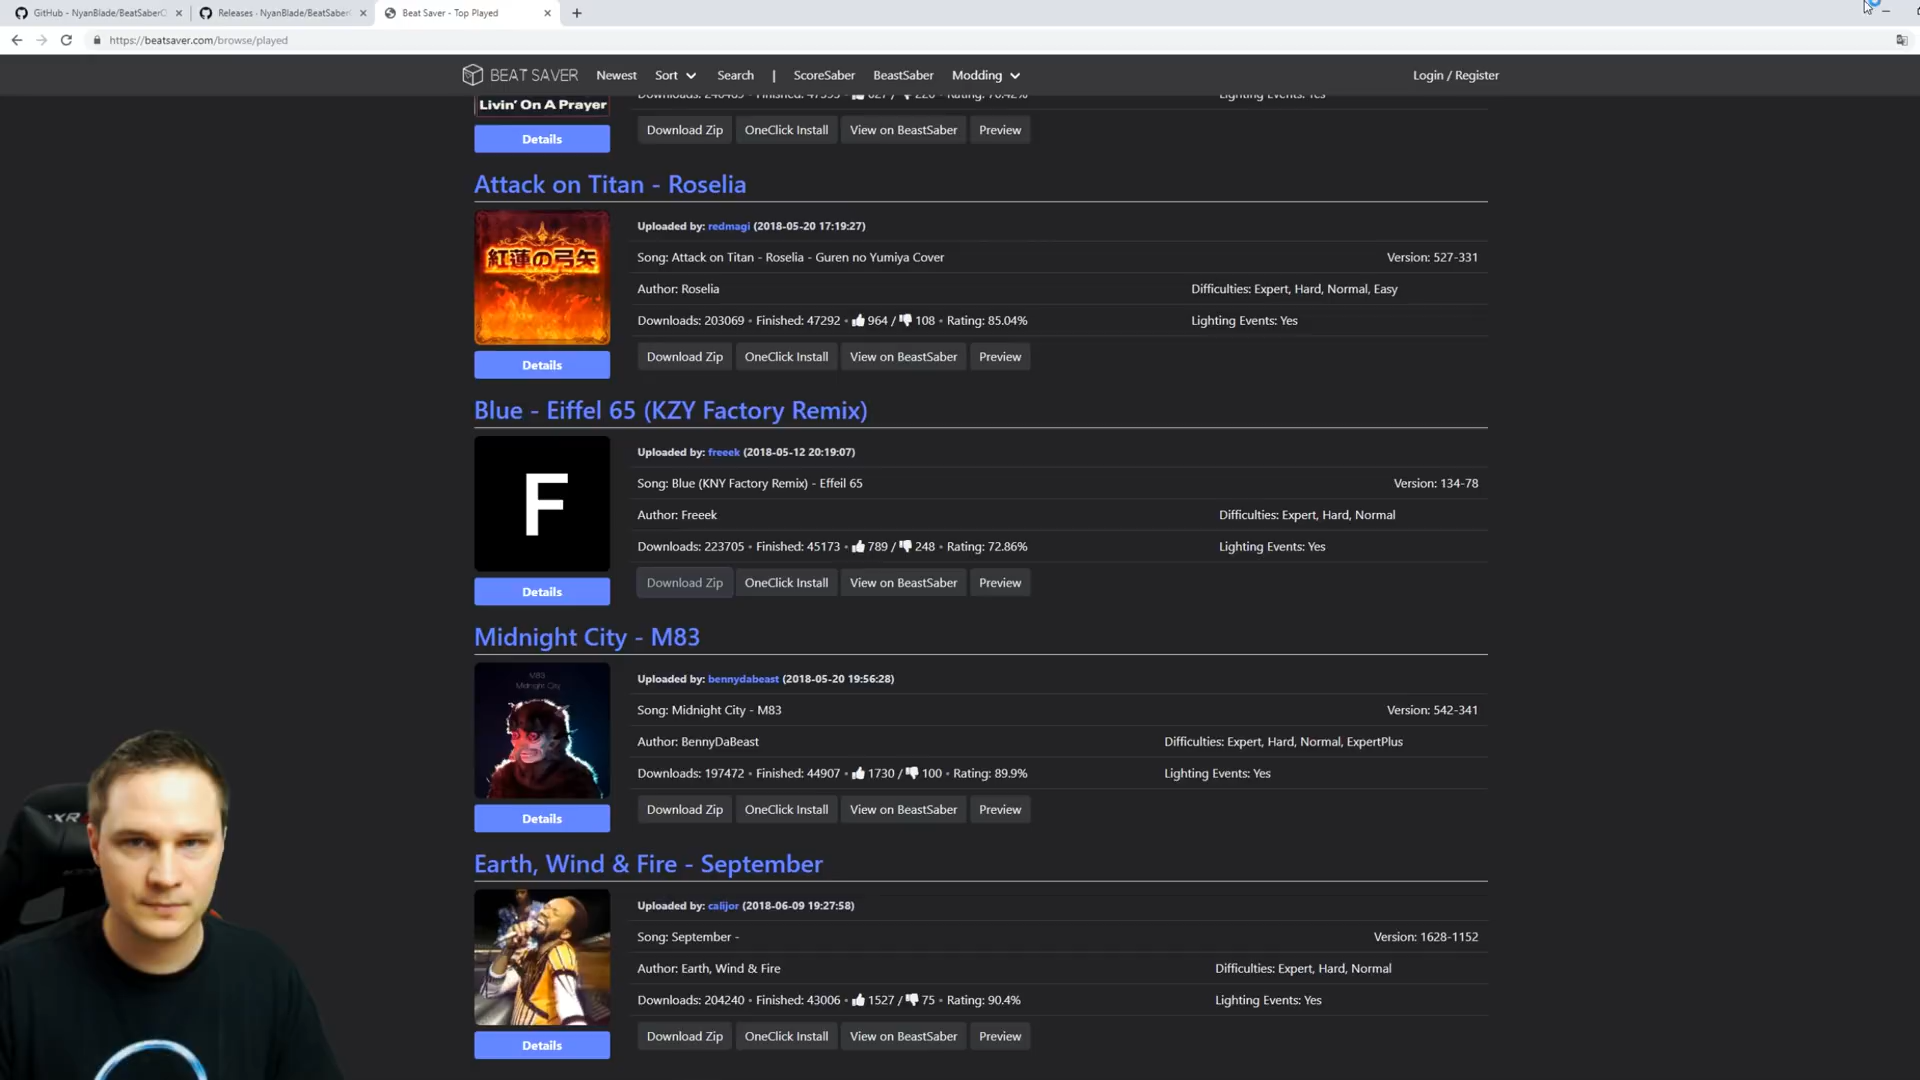 GitHub - NyanBlade/BeatSaberQ
Releases · NyanBlade/BeatSaber
Beat Saver - Top Played
https://beatsaver.com/browse/played
BEAT SAVER
Newest
Sort
Search
|
ScoreSaber
BeastSaber
Modding
Login / Register
Livin' On A Prayer
Details
Download Zip
OneClick Install
View on BeastSaber
Preview
Attack on Titan - Roselia
紅蓮の弓矢
Details
Uploaded by: redmagi (2018-05-20 17:19:27)
Song: Attack on Titan - Roselia - Guren no Yumiya Cover
Version: 527-331
Author: Roselia
Difficulties: Expert, Hard, Normal, Easy
Downloads: 203069 • Finished: 47292 • 964 / 108 • Rating: 85.04%
Lighting Events: Yes
Download Zip
OneClick Install
View on BeastSaber
Preview
Blue - Eiffel 65 (KZY Factory Remix)
F
Details
Uploaded by: freeek (2018-05-12 20:19:07)
Song: Blue (KNY Factory Remix) - Effeil 65
Version: 134-78
Author: Freeek
Difficulties: Expert, Hard, Normal
Downloads: 223705 • Finished: 45173 • 789 / 248 • Rating: 72.86%
Lighting Events: Yes
Download Zip
OneClick Install
View on BeastSaber
Preview
Midnight City - M83
M83
Midnight City
Details
Uploaded by: bennydabeast (2018-05-20 19:56:28)
Song: Midnight City - M83
Version: 542-341
Author: BennyDaBeast
Difficulties: Expert, Hard, Normal, ExpertPlus
Downloads: 197472 • Finished: 44907 • 1730 / 100 • Rating: 89.9%
Lighting Events: Yes
Download Zip
OneClick Install
View on BeastSaber
Preview
Earth, Wind & Fire - September
Details
Uploaded by: calijor (2018-06-09 19:27:58)
Song: September -
Version: 1628-1152
Author: Earth, Wind & Fire
Difficulties: Expert, Hard, Normal
Downloads: 204240 • Finished: 43006 • 1527 / 75 • Rating: 90.4%
Lighting Events: Yes
Download Zip
OneClick Install
View on BeastSaber
Preview